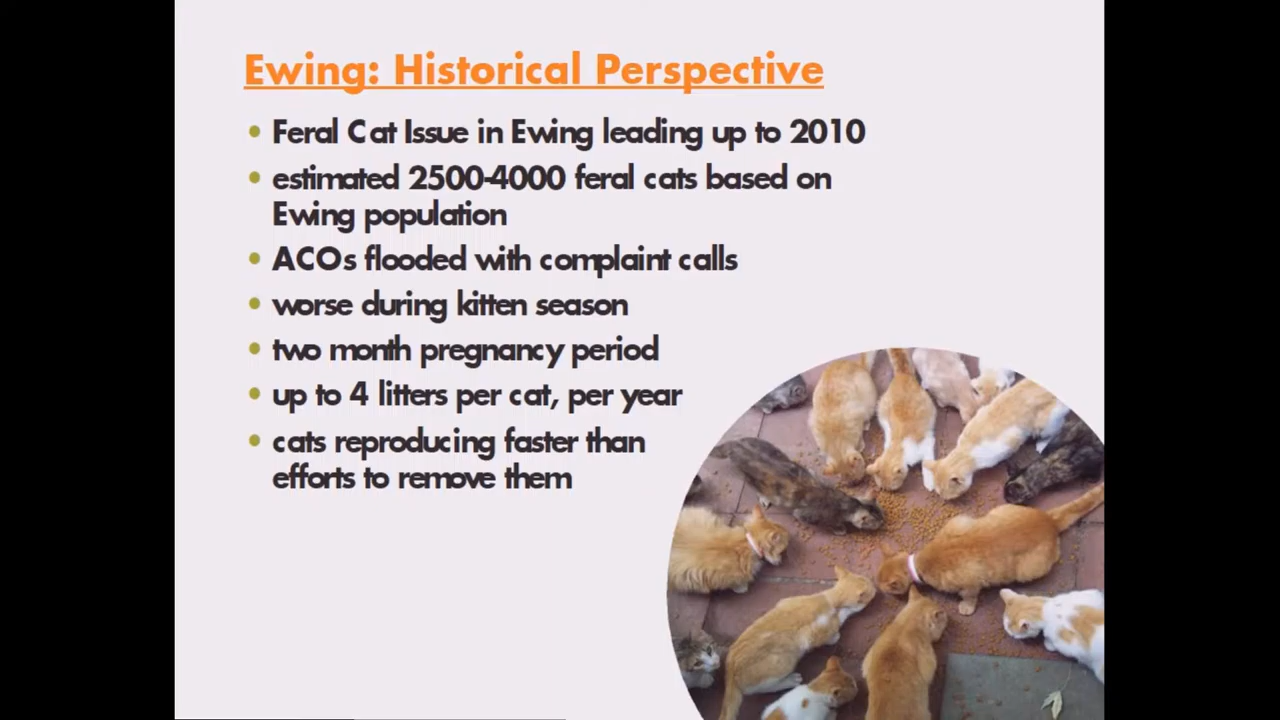 Ewing: Historical Perspective
Feral Cat Issue in Ewing leading up to 2010
estimated 2500-4000 feral cats based on
Ewing population
ACOs flooded with complaint calls
worse during kitten season
two month pregnancy period
up to 4 litters per cat, per year
cats reproducing faster than
efforts to remove them